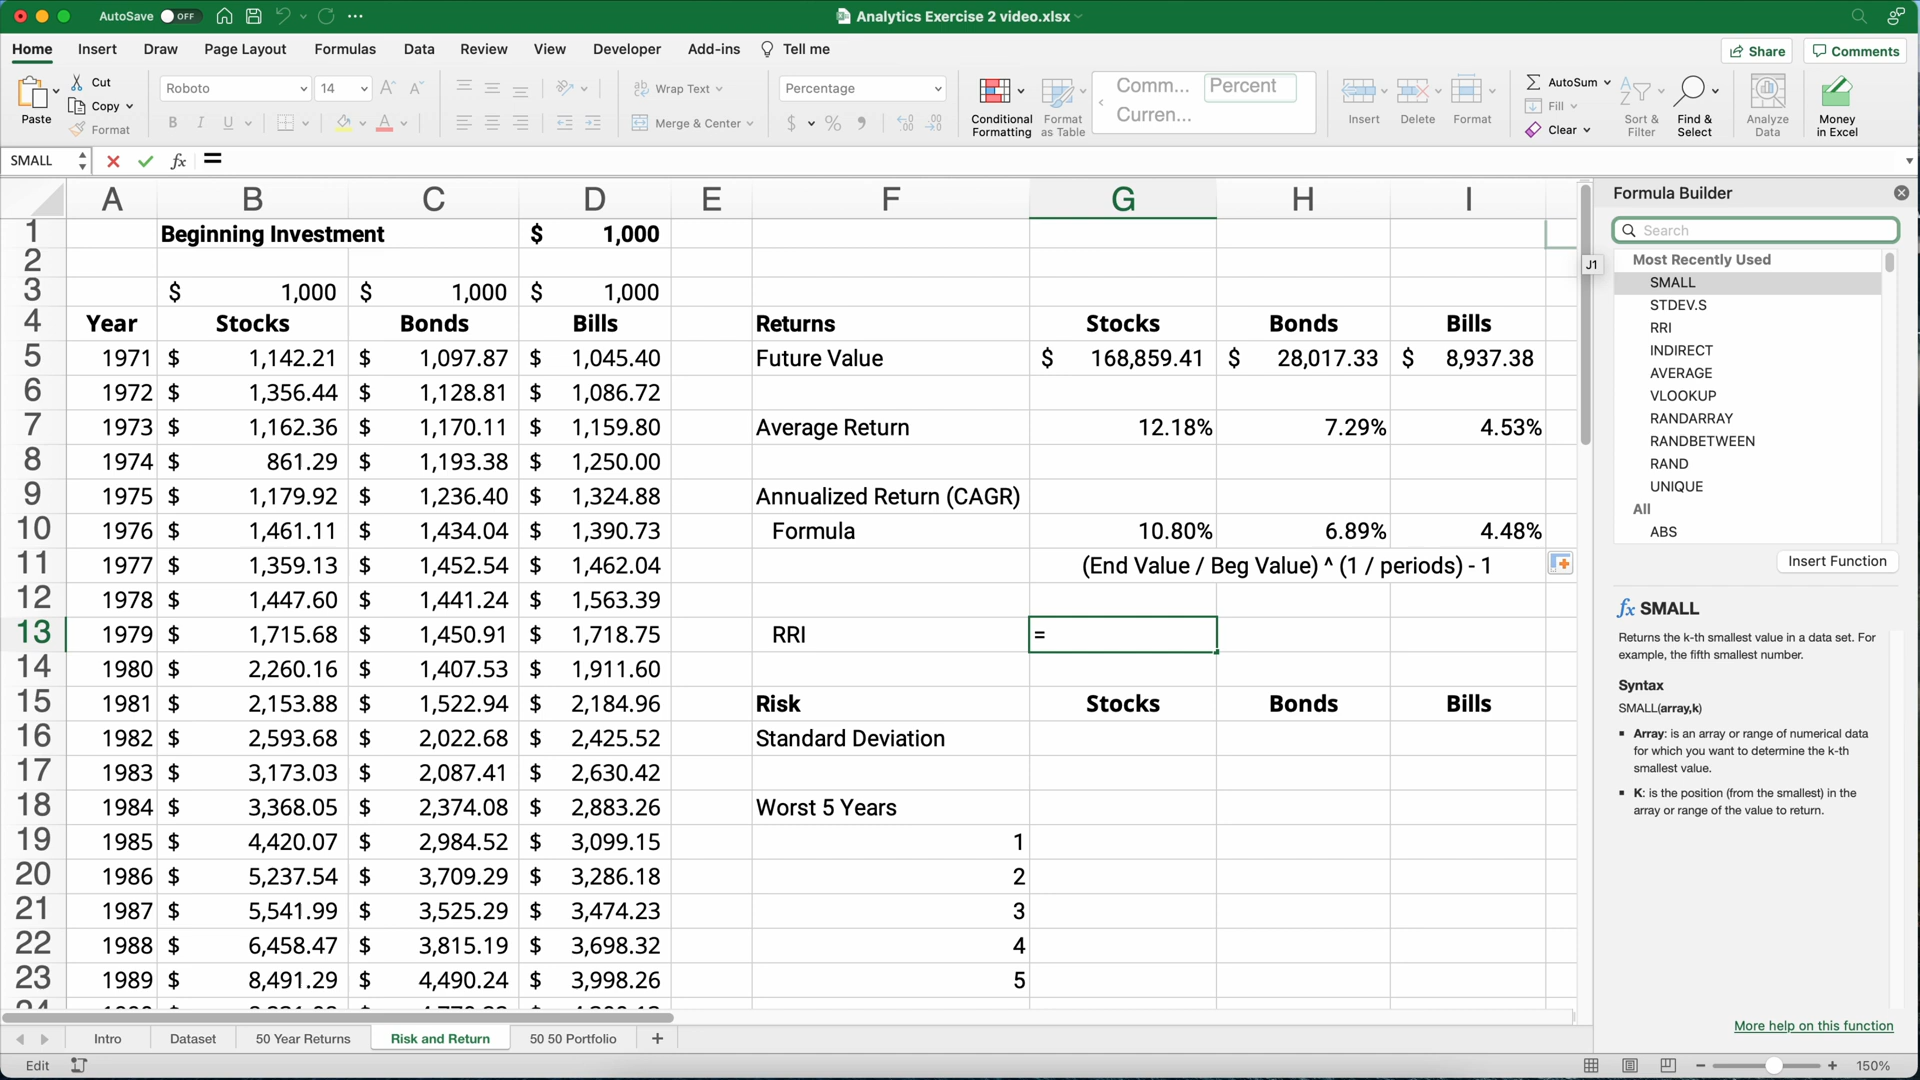 AutoSave OFF
Analytics Exercise 2 video.xlsx
Home Insert Draw Page Layout Formulas Data Review View Developer Add-ins Tell me Share Comments
Paste Cut Copy Format
Roboto 14
B I U
ab Wrap Text
Merge & Center
Percentage
$ %
Conditional Formatting
Format as Table
Comm... Percent
Curren...
Insert Delete Format
AutoSum
Fill
Clear
Sort & Filter
Find & Select
Analyze Data
Money in Excel
SMALL fx =
A B C D E F G H I
1 Beginning Investment $ 1,000
2
3 $ 1,000 $ 1,000 $ 1,000
4 Year Stocks Bonds Bills Returns Stocks Bonds Bills
5 1971 $ 1,142.21 $ 1,097.87 $ 1,045.40 Future Value $ 168,859.41 $ 28,017.33 $ 8,937.38
6 1972 $ 1,356.44 $ 1,128.81 $ 1,086.72
7 1973 $ 1,162.36 $ 1,170.11 $ 1,159.80 Average Return 12.18% 7.29% 4.53%
8 1974 $ 861.29 $ 1,193.38 $ 1,250.00
9 1975 $ 1,179.92 $ 1,236.40 $ 1,324.88 Annualized Return (CAGR)
10 1976 $ 1,461.11 $ 1,434.04 $ 1,390.73 Formula 10.80% 6.89% 4.48%
11 1977 $ 1,359.13 $ 1,452.54 $ 1,462.04 (End Value / Beg Value) ^ (1 / periods) - 1
12 1978 $ 1,447.60 $ 1,441.24 $ 1,563.39
13 1979 $ 1,715.68 $ 1,450.91 $ 1,718.75 RRI =
14 1980 $ 2,260.16 $ 1,407.53 $ 1,911.60
15 1981 $ 2,153.88 $ 1,522.94 $ 2,184.96 Risk Stocks Bonds Bills
16 1982 $ 2,593.68 $ 2,022.68 $ 2,425.52 Standard Deviation
17 1983 $ 3,173.03 $ 2,087.41 $ 2,630.42
18 1984 $ 3,368.05 $ 2,374.08 $ 2,883.26 Worst 5 Years
19 1985 $ 4,420.07 $ 2,984.52 $ 3,099.15 1
20 1986 $ 5,237.54 $ 3,709.29 $ 3,286.18 2
21 1987 $ 5,541.99 $ 3,525.29 $ 3,474.23 3
22 1988 $ 6,458.47 $ 3,815.19 $ 3,698.32 4
23 1989 $ 8,491.29 $ 4,490.24 $ 3,998.26 5
J1
Formula Builder
Search
Most Recently Used
SMALL
STDEV.S
RRI
INDIRECT
AVERAGE
VLOOKUP
RANDARRAY
RANDBETWEEN
RAND
UNIQUE
All
ABS
Insert Function
fx SMALL
Returns the k-th smallest value in a data set. For
example, the fifth smallest number.
Syntax
SMALL(array,k)
▪ Array: is an array or range of numerical data
for which you want to determine the k-th
smallest value.
▪ K: is the position (from the smallest) in the
array or range of the value to return.
More help on this function
Intro Dataset 50 Year Returns Risk and Return 50 50 Portfolio +
Edit
150%